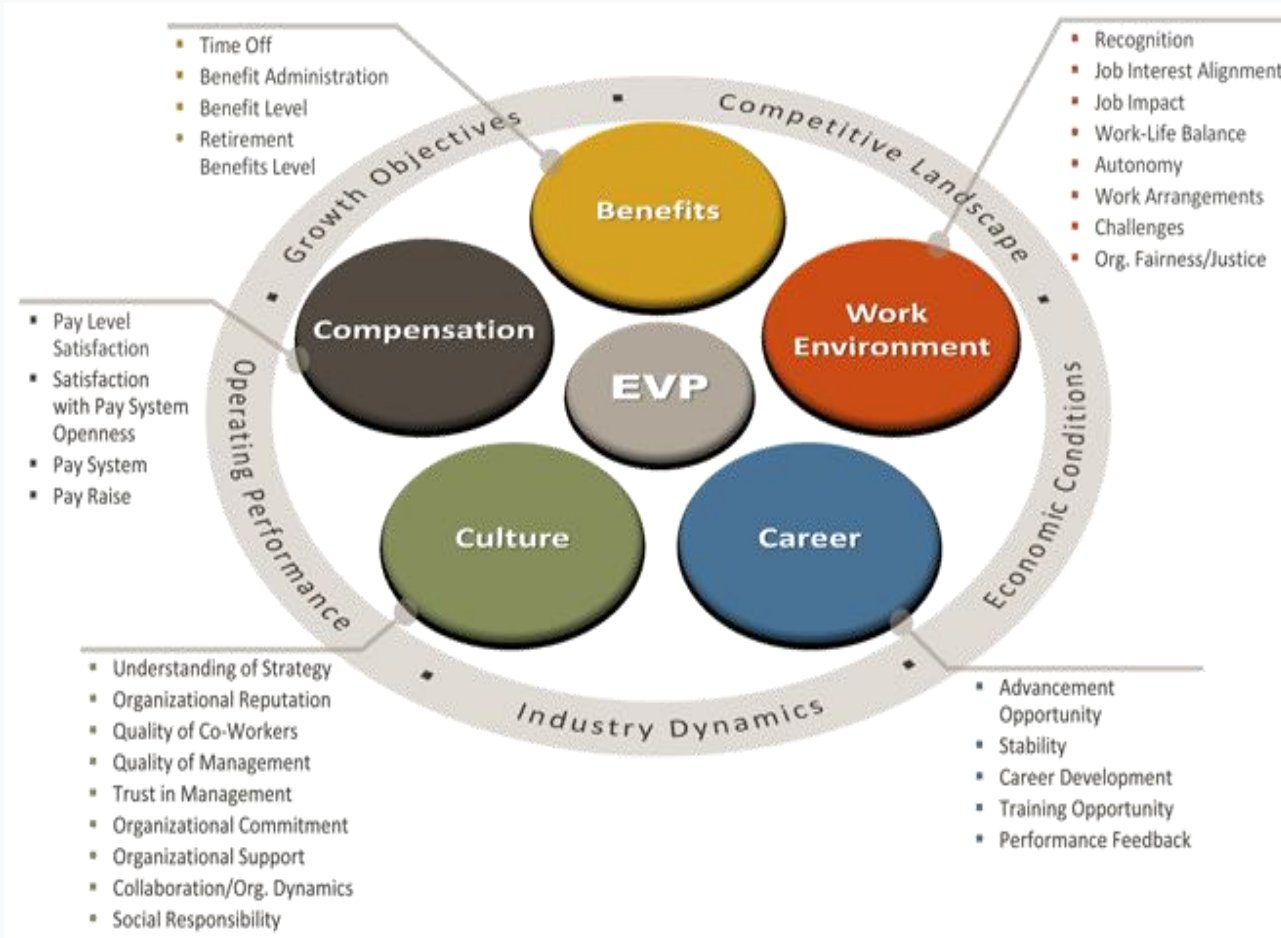 Time Off
Benefit Administration
Benefit Level
Retirement
Benefits Level
Recognition
Job Interest Alignment
Job Impact
Work-Life Balance
Autonomy
Work Arrangements
Challenges
Org. Fairness/Justice
Growth Objectives
Competitive Landscape
Economic Conditions
Industry Dynamics
Operating Performance
Benefits
Compensation
Work
Environment
EVP
Culture
Career
Pay Level
Satisfaction
Satisfaction
with Pay System
Openness
Pay System
Pay Raise
Understanding of Strategy
Organizational Reputation
Quality of Co-Workers
Quality of Management
Trust in Management
Organizational Commitment
Organizational Support
Collaboration/Org. Dynamics
Social Responsibility
Advancement
Opportunity
Stability
Career Development
Training Opportunity
Performance Feedback